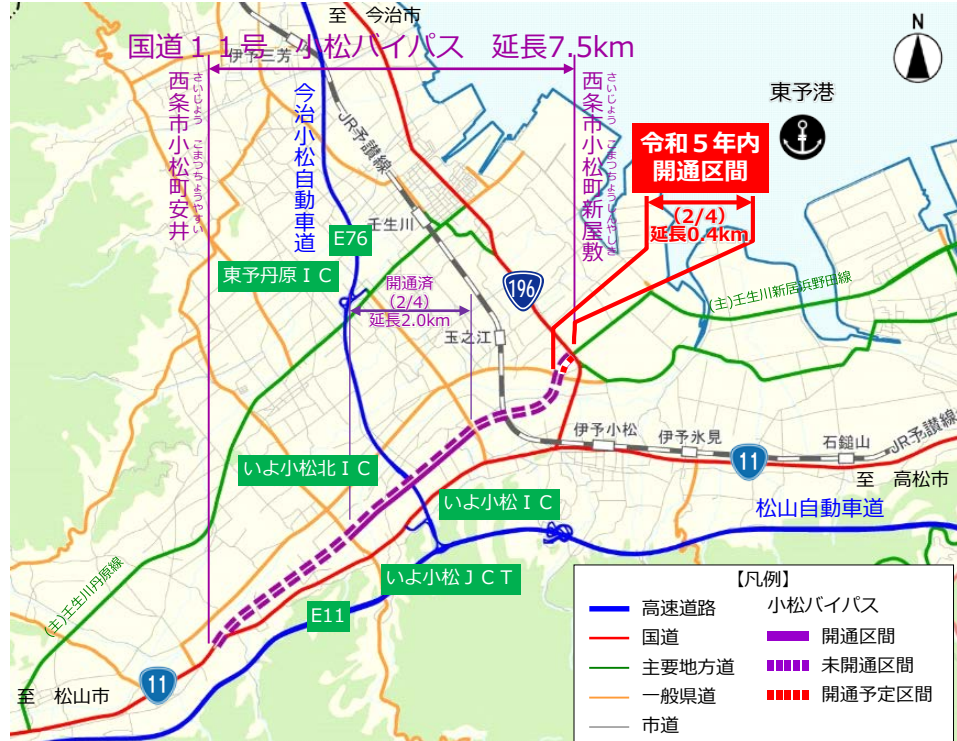 至 今治市
国道１１号 小松バイパス 延長7.5km
伊予三芳
N
東予港
さいじょう こまつちょうやすい
西条市小松町安井
今治小松自動車道
JR予讃線
さいじょう こまつちょうしんやしき
西条市小松町新屋敷
令和５年内
開通区間
(2/4)
延長0.4km
壬生川
E76
東予丹原ＩＣ
開通済
(2/4)
延長2.0km
196
(主)壬生川新居浜野田線
玉之江
伊予小松
伊予氷見
石鎚山
JR予讃線
11
至 高松市
いよ小松北ＩＣ
いよ小松ＩＣ
松山自動車道
いよ小松ＪＣＴ
(主)壬生川丹原線
E11
11
至 松山市
【凡例】
高速道路
国道
主要地方道
一般県道
市道
小松バイパス
開通区間
未開通区間
開通予定区間